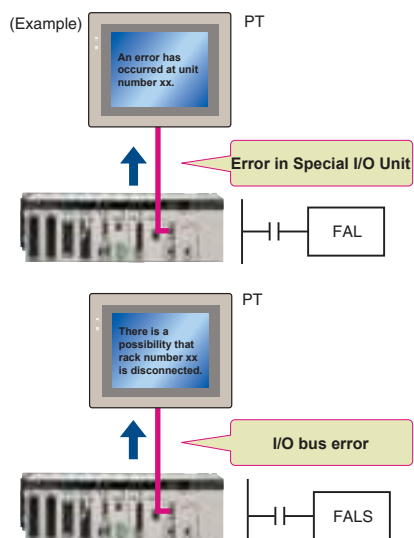 (Example)
PT
An error has
occurred at unit
number xx.
Error in Special I/O Unit
FAL
PT
There is a
possibility that
rack number xx
is disconnected.
I/O bus error
FALS